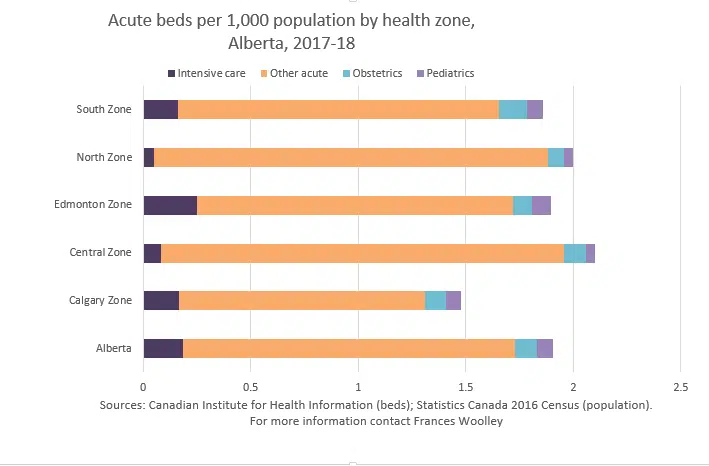 Acute beds per 1,000 population by health zone,
Alberta, 2017-18
Intensive care Other acute Obstetrics Pediatrics
South Zone
North Zone
Edmonton Zone
Central Zone
Calgary Zone
Alberta
0 0.5 1 1.5 2 2.5
Sources: Canadian Institute for Health Information (beds); Statistics Canada 2016 Census (population).
For more information contact Frances Woolley